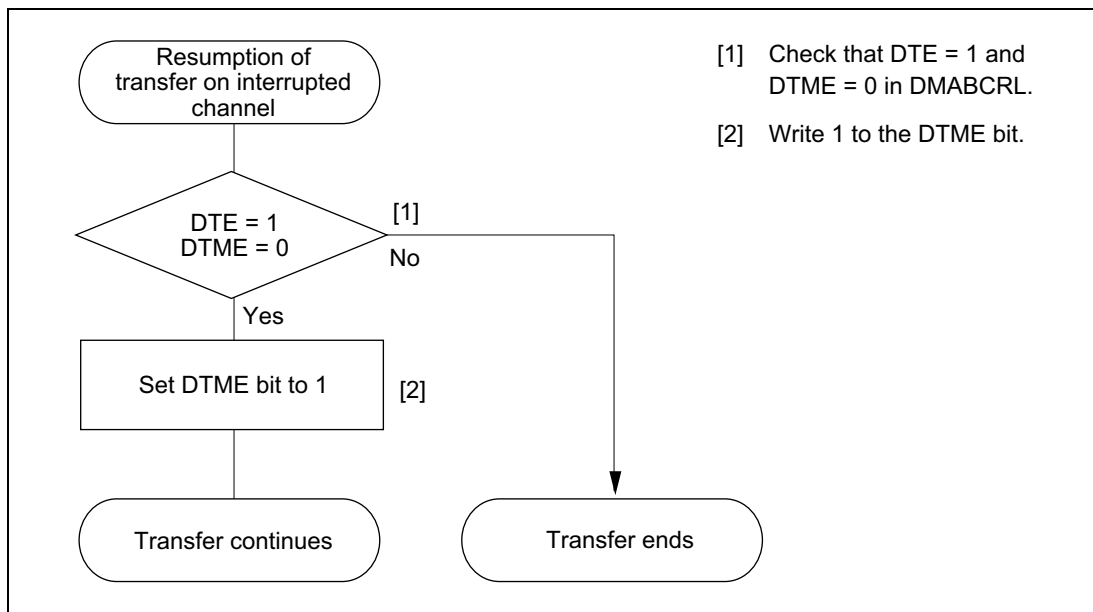 Resumption of
transfer on interrupted
channel
[1] Check that DTE = 1 and
DTME = 0 in DMABCRL.
[2] Write 1 to the DTME bit.
DTE = 1
DTME = 0
[1]
No
Yes
Set DTME bit to 1
[2]
Transfer continues
Transfer ends